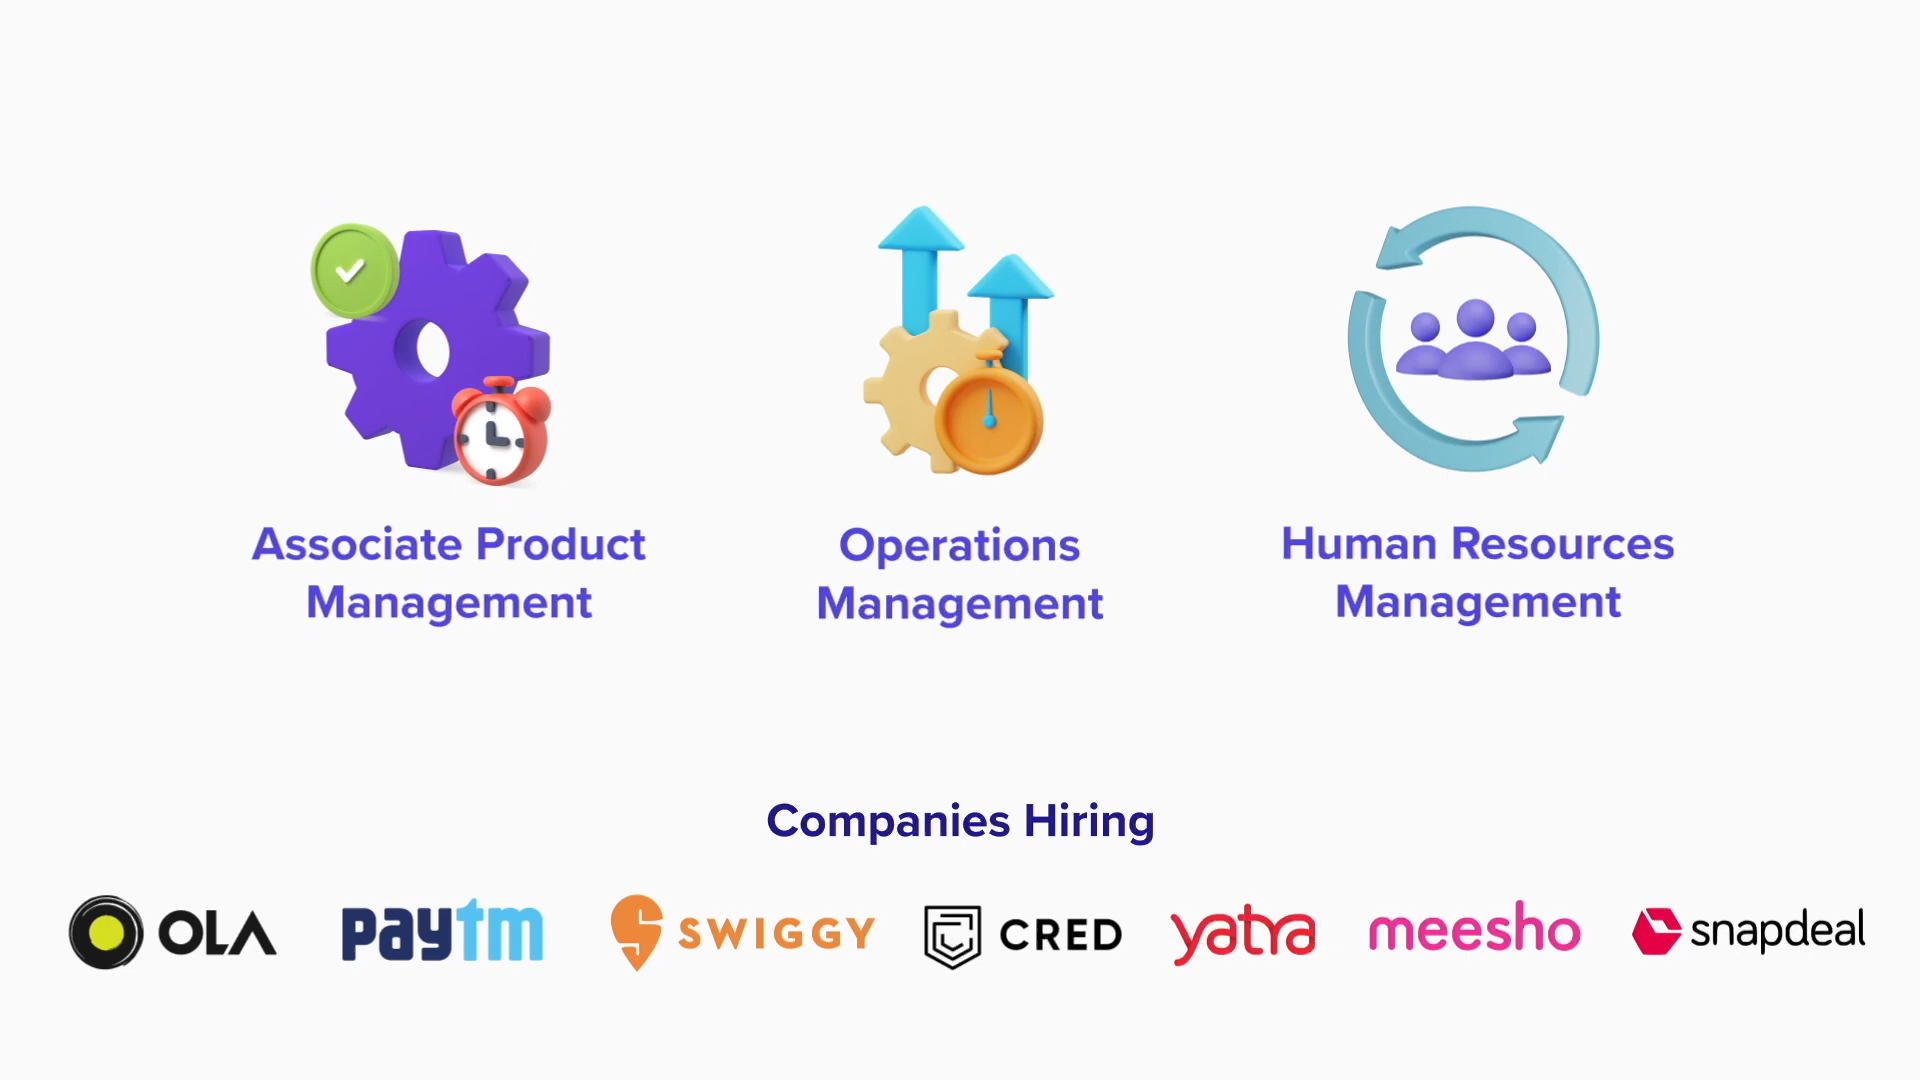 Associate Product
Management
Operations
Management
Human Resources
Management
Companies Hiring
OLA
paytm
SWIGGY
CRED
yatra
meesho
snapdeal